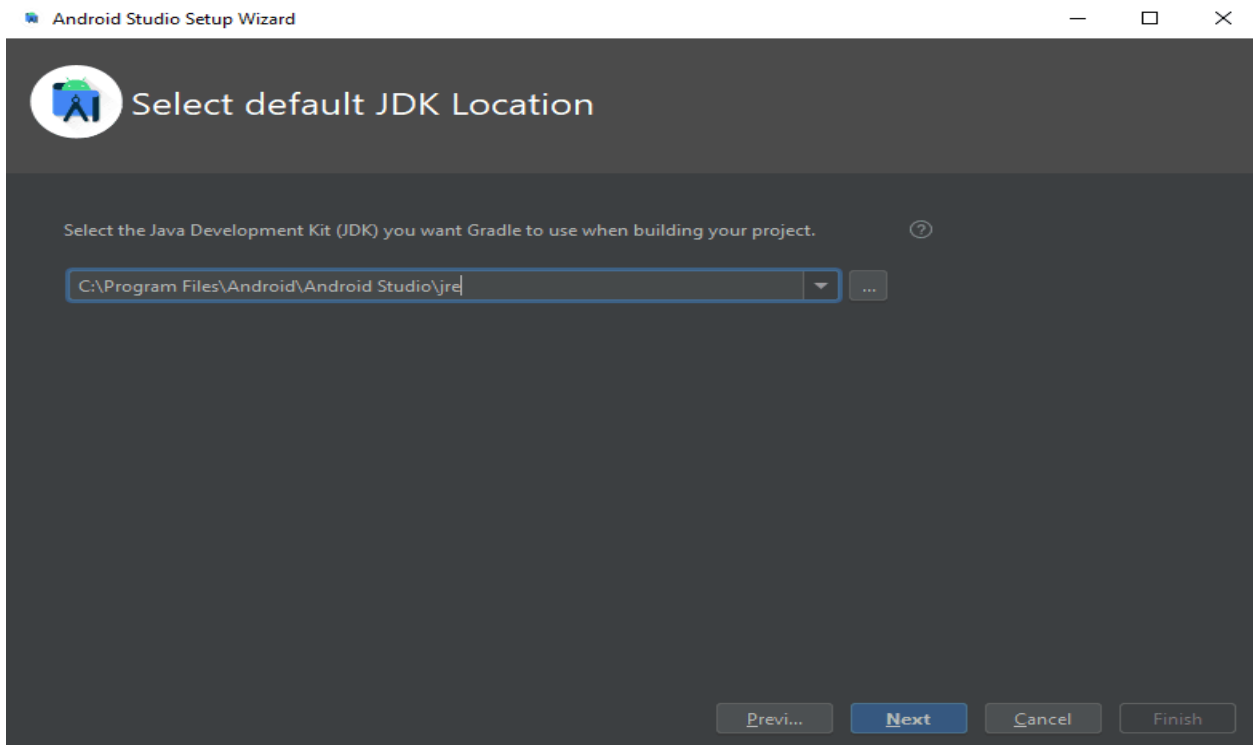 Android Studio Setup Wizard
Select default JDK Location
Select the Java Development Kit (JDK) you want Gradle to use when building your project.
?
C:\Program Files\Android\Android Studio\jre
...
Previ... Next Cancel Finish